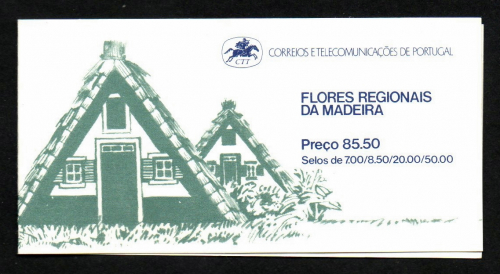 CTT
CORREIOS E TELECOMUNICAÇÕES DE PORTUGAL
FLORES REGIONAIS
DA MADEIRA
Preço 85.50
Selos de 7.00/8.50/20.00/50.00